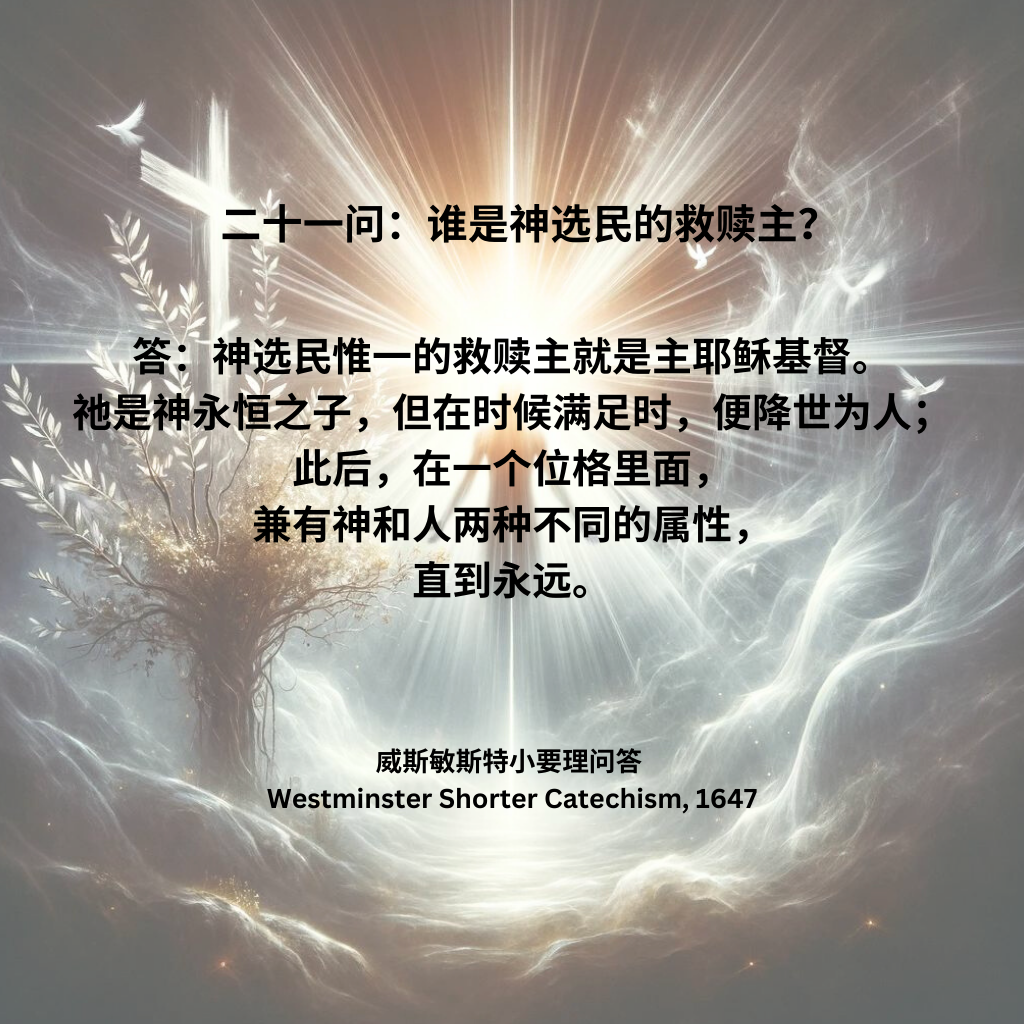 二十一问：谁是神选民的救赎主？
答：神选民惟一的救赎主就是主耶稣基督。
祂是神永恒之子，但在时候满足时，便降世为人；
此后，在一个位格里面，
兼有神和人两种不同的属性，
直到永远。
威斯敏斯特小要理问答
Westminster Shorter Catechism, 1647